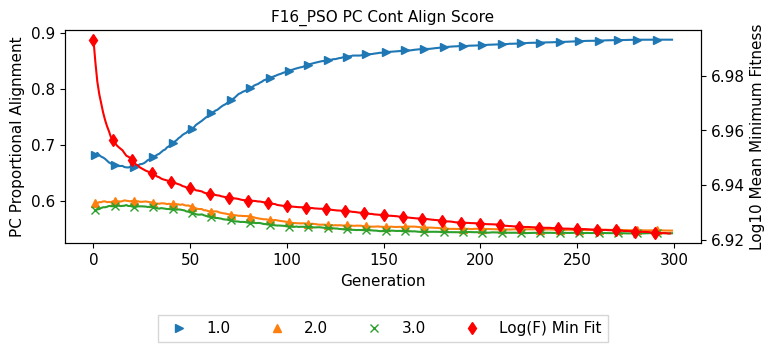 F16_PSO PC Cont Align Score
PC Proportional Alignment
0.9
0.8
0.7
0.6
6.98
6.96
6.94
6.92
Log10 Mean Minimum Fitness
0 50 100 150 200 250 300
Generation
1.0 2.0 3.0 Log(F) Min Fit